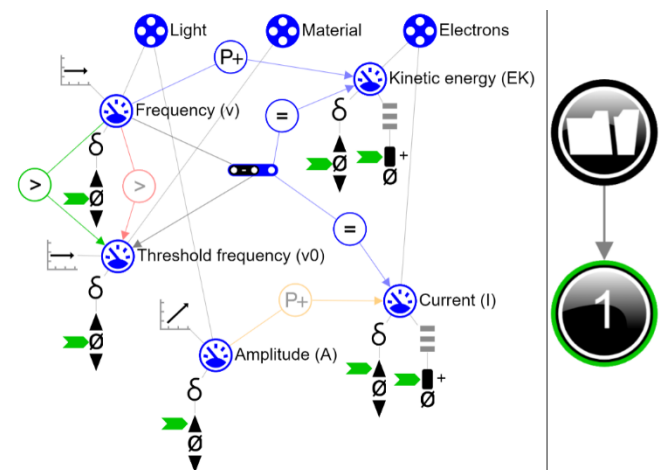 Light
Material
Electrons
P+
Kinetic energy (EK)
Frequency (v)
δ
=
δ
Ø
+
Ø
Ø
>
>
-
Threshold frequency (v0)
=
δ
P+
Current (I)
Ø
δ
Amplitude (A)
Ø
+
Ø
δ
Ø
1